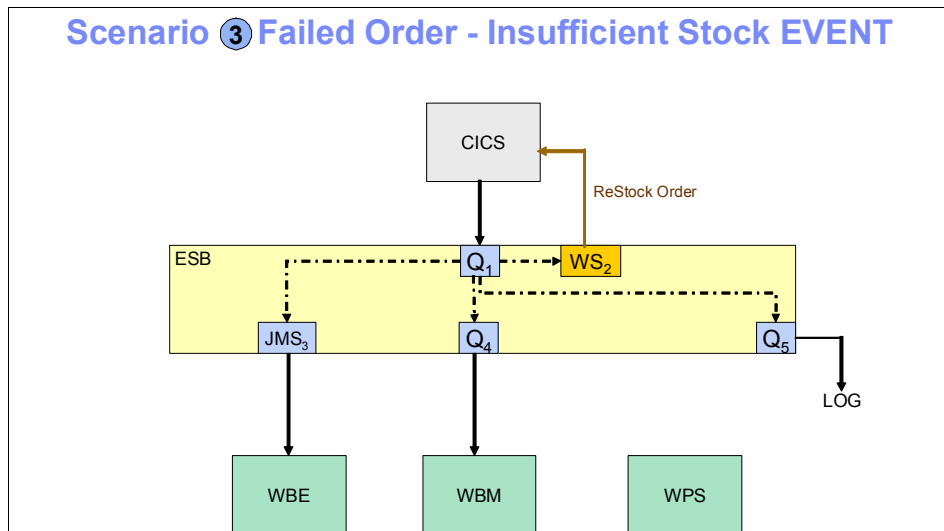 Scenario 3 Failed Order - Insufficient Stock EVENT
CICS
ReStock Order
ESB
Q1
WS2
JMS3
Q4
Q5
LOG
WBE
WBM
WPS